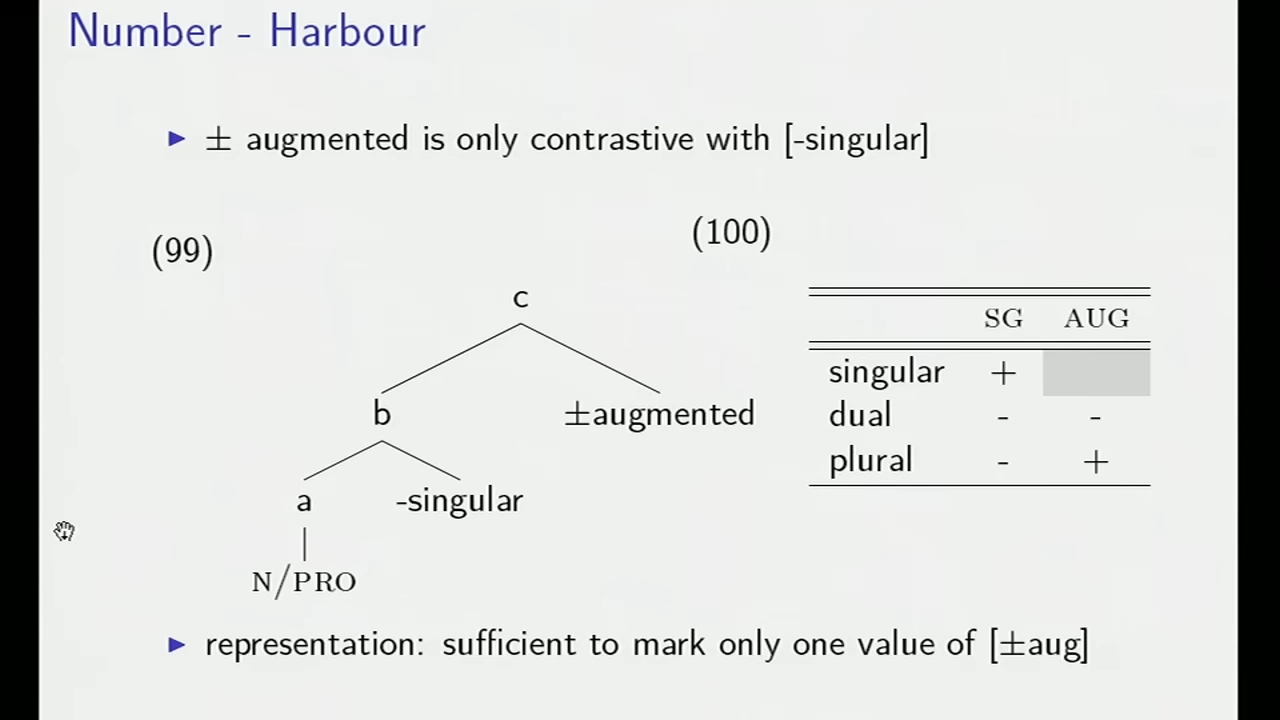 Number - Harbour
▶ ± augmented is only contrastive with [-singular]
(99)
(100)
c
b ±augmented
a -singular
N/PRO
SG AUG
singular +
dual - -
plural - +
▶ representation: sufficient to mark only one value of [±aug]